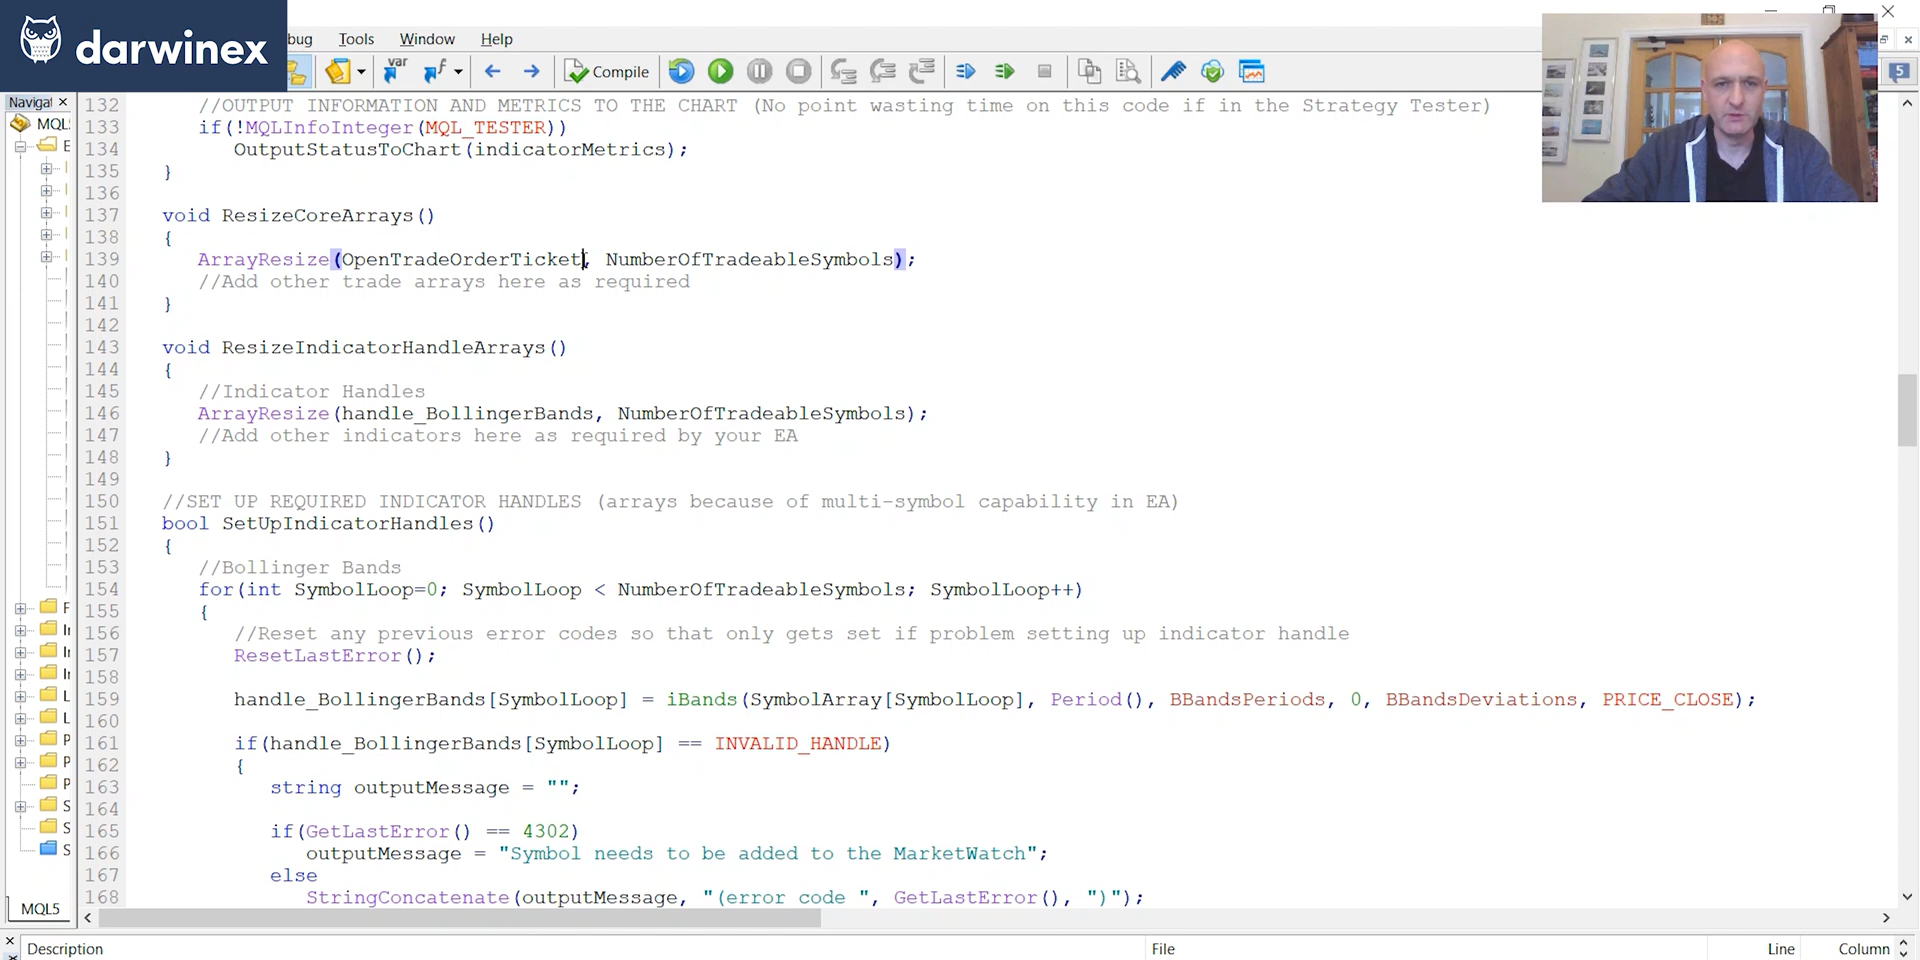 darwinex
bug Tools Window Help
var f Compile 5
Navigat
MQL5
E
F
In
In
In
L
L
P
P
P
S
S
S
MQL5
132 //OUTPUT INFORMATION AND METRICS TO THE CHART (No point wasting time on this code if in the Strategy Tester)
133 if(!MQLInfoInteger(MQL_TESTER))
134 OutputStatusToChart(indicatorMetrics);
135 }
136
137 void ResizeCoreArrays()
138 {
139 ArrayResize(OpenTradeOrderTicket, NumberOfTradeableSymbols);
140 //Add other trade arrays here as required
141 }
142
143 void ResizeIndicatorHandleArrays()
144 {
145 //Indicator Handles
146 ArrayResize(handle_BollingerBands, NumberOfTradeableSymbols);
147 //Add other indicators here as required by your EA
148 }
149
150 //SET UP REQUIRED INDICATOR HANDLES (arrays because of multi-symbol capability in EA)
151 bool SetUpIndicatorHandles()
152 {
153 //Bollinger Bands
154 for(int SymbolLoop=0; SymbolLoop < NumberOfTradeableSymbols; SymbolLoop++)
155 {
156 //Reset any previous error codes so that only gets set if problem setting up indicator handle
157 ResetLastError();
158
159 handle_BollingerBands[SymbolLoop] = iBands(SymbolArray[SymbolLoop], Period(), BBandsPeriods, 0, BBandsDeviations, PRICE_CLOSE);
160
161 if(handle_BollingerBands[SymbolLoop] == INVALID_HANDLE)
162 {
163 string outputMessage = "";
164
165 if(GetLastError() == 4302)
166 outputMessage = "Symbol needs to be added to the MarketWatch";
167 else
168 StringConcatenate(outputMessage, "(error code ", GetLastError(), ")");
Description File Line Column